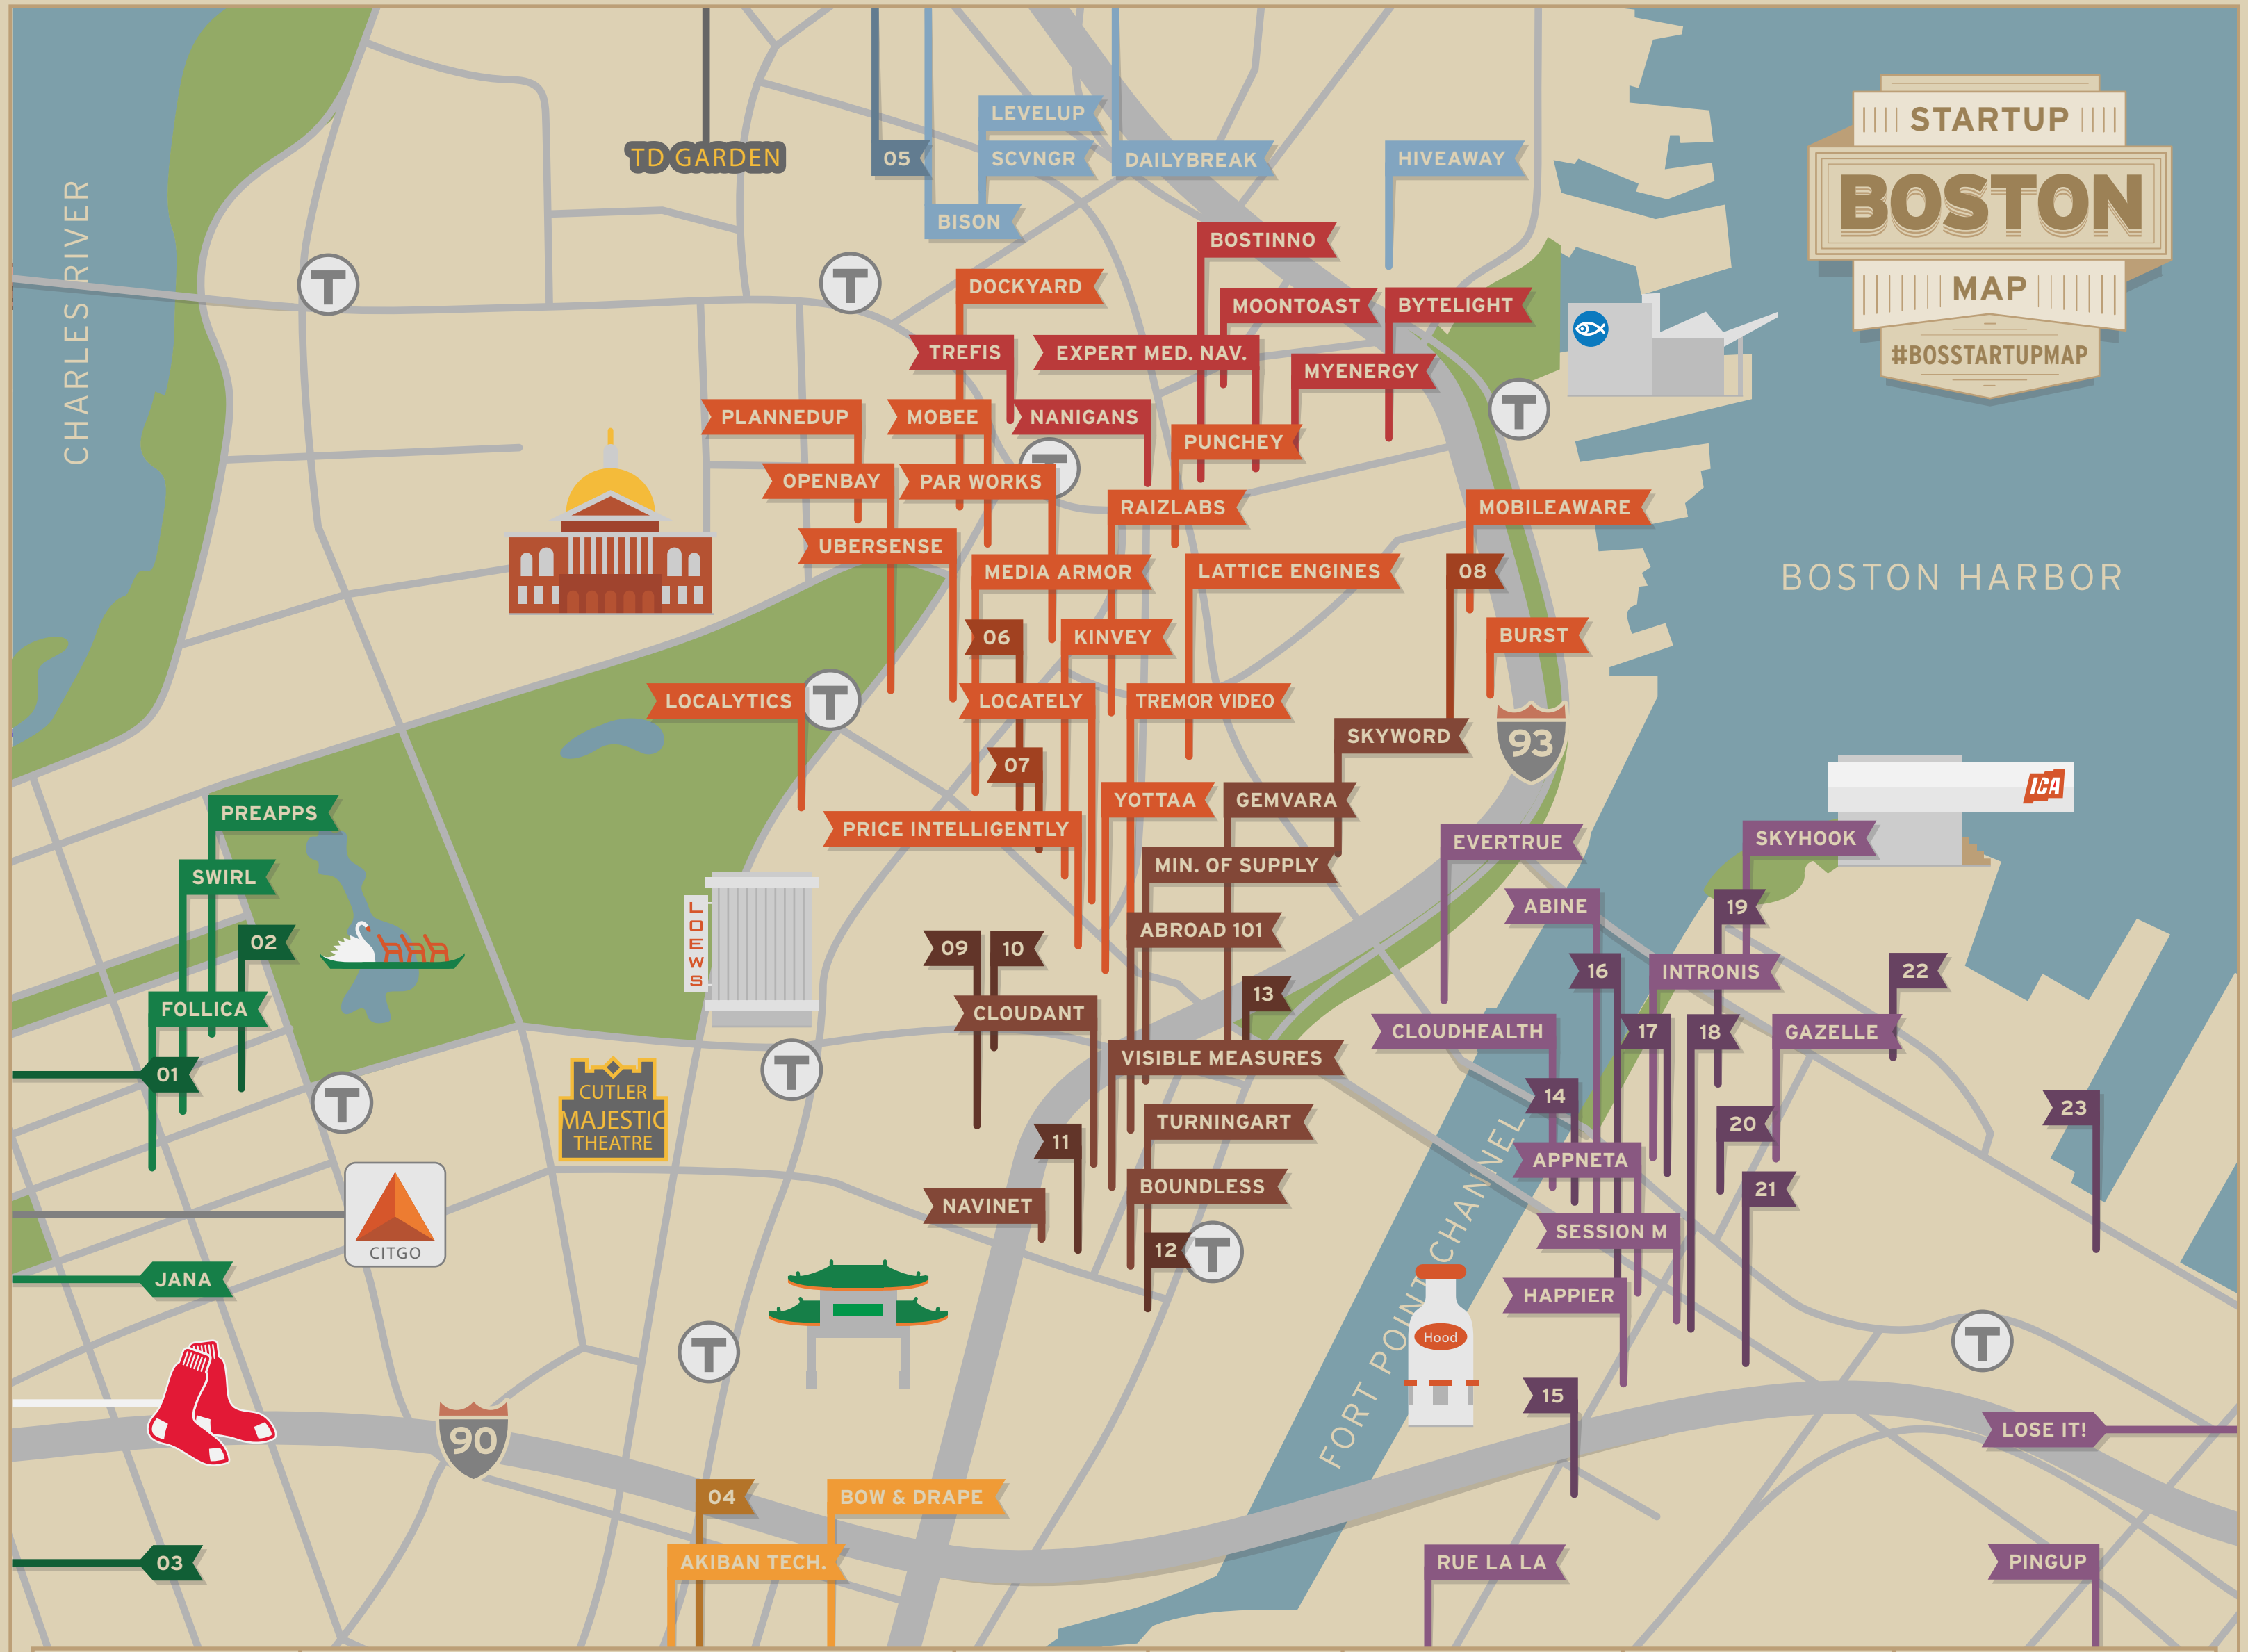 STARTUP
BOSTON
MAP
#BOSSTARTUPMAP
CHARLES RIVER
TD GARDEN
05
LEVELUP
SCVNGR
DAILYBREAK
HIVEAWAY
BISON
BOSTINNO
DOCKYARD
MOONTOAST
BYTELIGHT
TREFIS
EXPERT MED. NAV.
MYENERGY
T
T
T
T
PLANNEDUP
MOBEE
NANIGANS
PUNCHEY
OPENBAY
PAR WORKS
RAIZLABS
MOBILEAWARE
UBERSENSE
MEDIA ARMOR
LATTICE ENGINES
08
BOSTON HARBOR
06
KINVEY
BURST
LOCALYTICS
T
LOCATELY
TREMOR VIDEO
SKYWORD
93
07
YOTTAA
GEMVARA
ICA
PREAPPS
PRICE INTELLIGENTLY
EVERTRUE
SKYHOOK
SWIRL
MIN. OF SUPPLY
ABINE
19
LOEWS
02
09
10
ABROAD 101
16
INTRONIS
22
FOLLICA
CLOUDANT
13
CLOUDHEALTH
17
18
GAZELLE
01
T
T
VISIBLE MEASURES
14
23
CUTLER
MAJESTIC
THEATRE
11
TURNINGART
20
APPNETA
BOUNDLESS
21
NAVINET
SESSION M
CITGO
12
T
FORT POINT CHANNEL
JANA
HAPPIER
Hood
T
T
15
LOSE IT!
90
04
BOW & DRAPE
03
AKIBAN TECH.
RUE LA LA
PINGUP